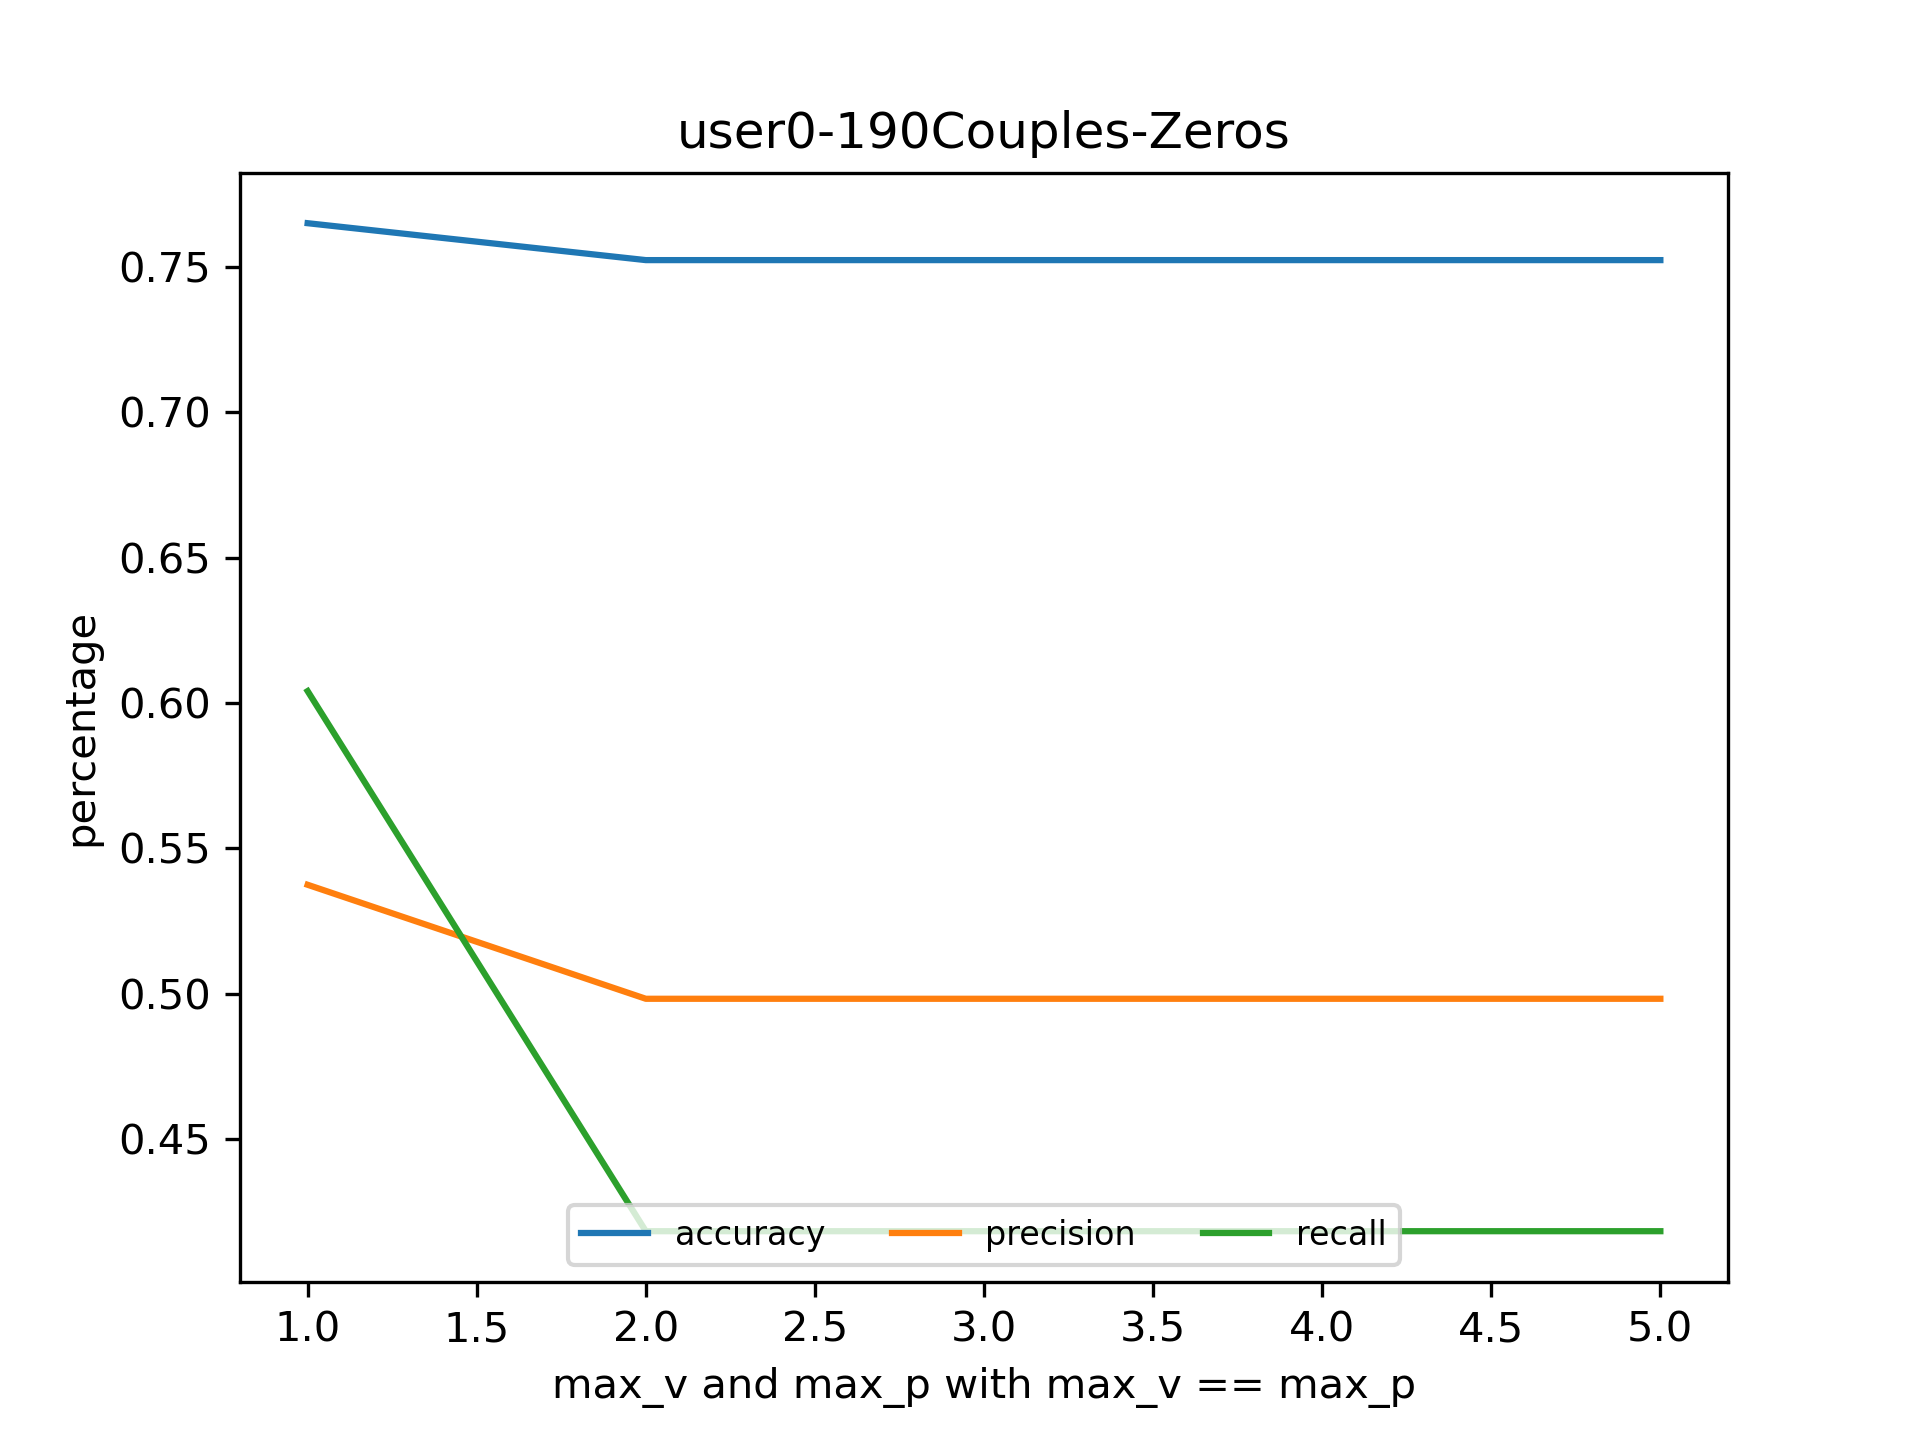 user0-190Couples-Zeros
percentage
0.75
0.70
0.65
0.60
0.55
0.50
0.45
accuracy precision recall
1.0 1.5 2.0 2.5 3.0 3.5 4.0 4.5 5.0
max_v and max_p with max_v == max_p